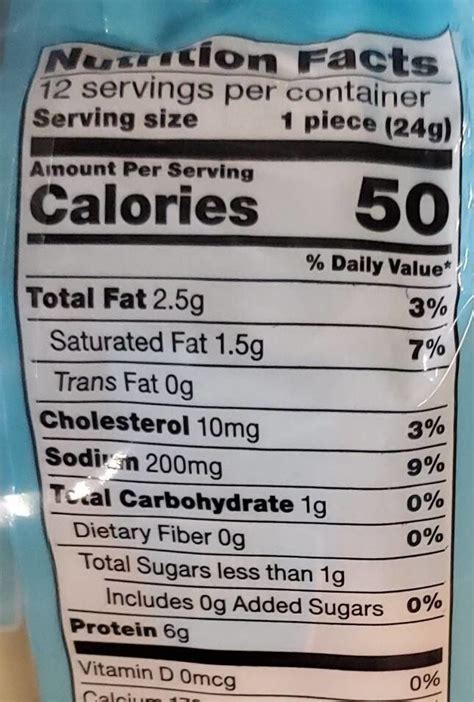 Nutrition Facts
12 servings per container
Serving size 1 piece (24g)
Amount Per Serving
Calories 50
% Daily Value*
Total Fat 2.5g 3%
Saturated Fat 1.5g 7%
Trans Fat 0g
Cholesterol 10mg 3%
Sodium 200mg 9%
Total Carbohydrate 1g 0%
Dietary Fiber 0g 0%
Total Sugars less than 1g
Includes 0g Added Sugars 0%
Protein 6g
Vitamin D 0mcg 0%
Calcium